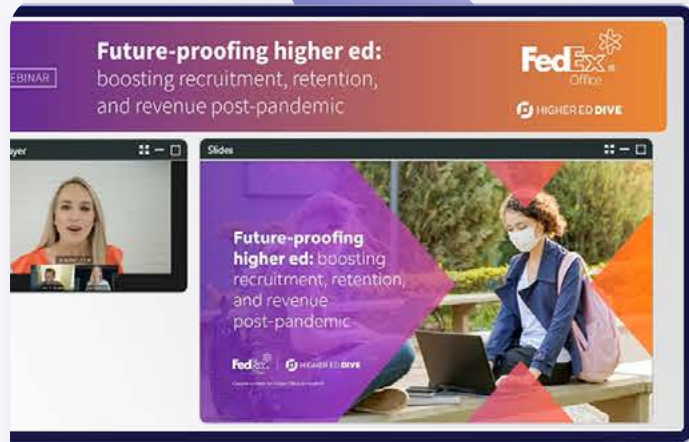 EBINAR
Future-proofing higher ed:
boosting recruitment, retention,
and revenue post-pandemic
FedEx®
Office
HIGHER ED DIVE
ayer
Slides
Future-proofing
higher ed: boosting
recruitment, retention,
and revenue
post-pandemic
FedEx.
HIGHER ED DIVE